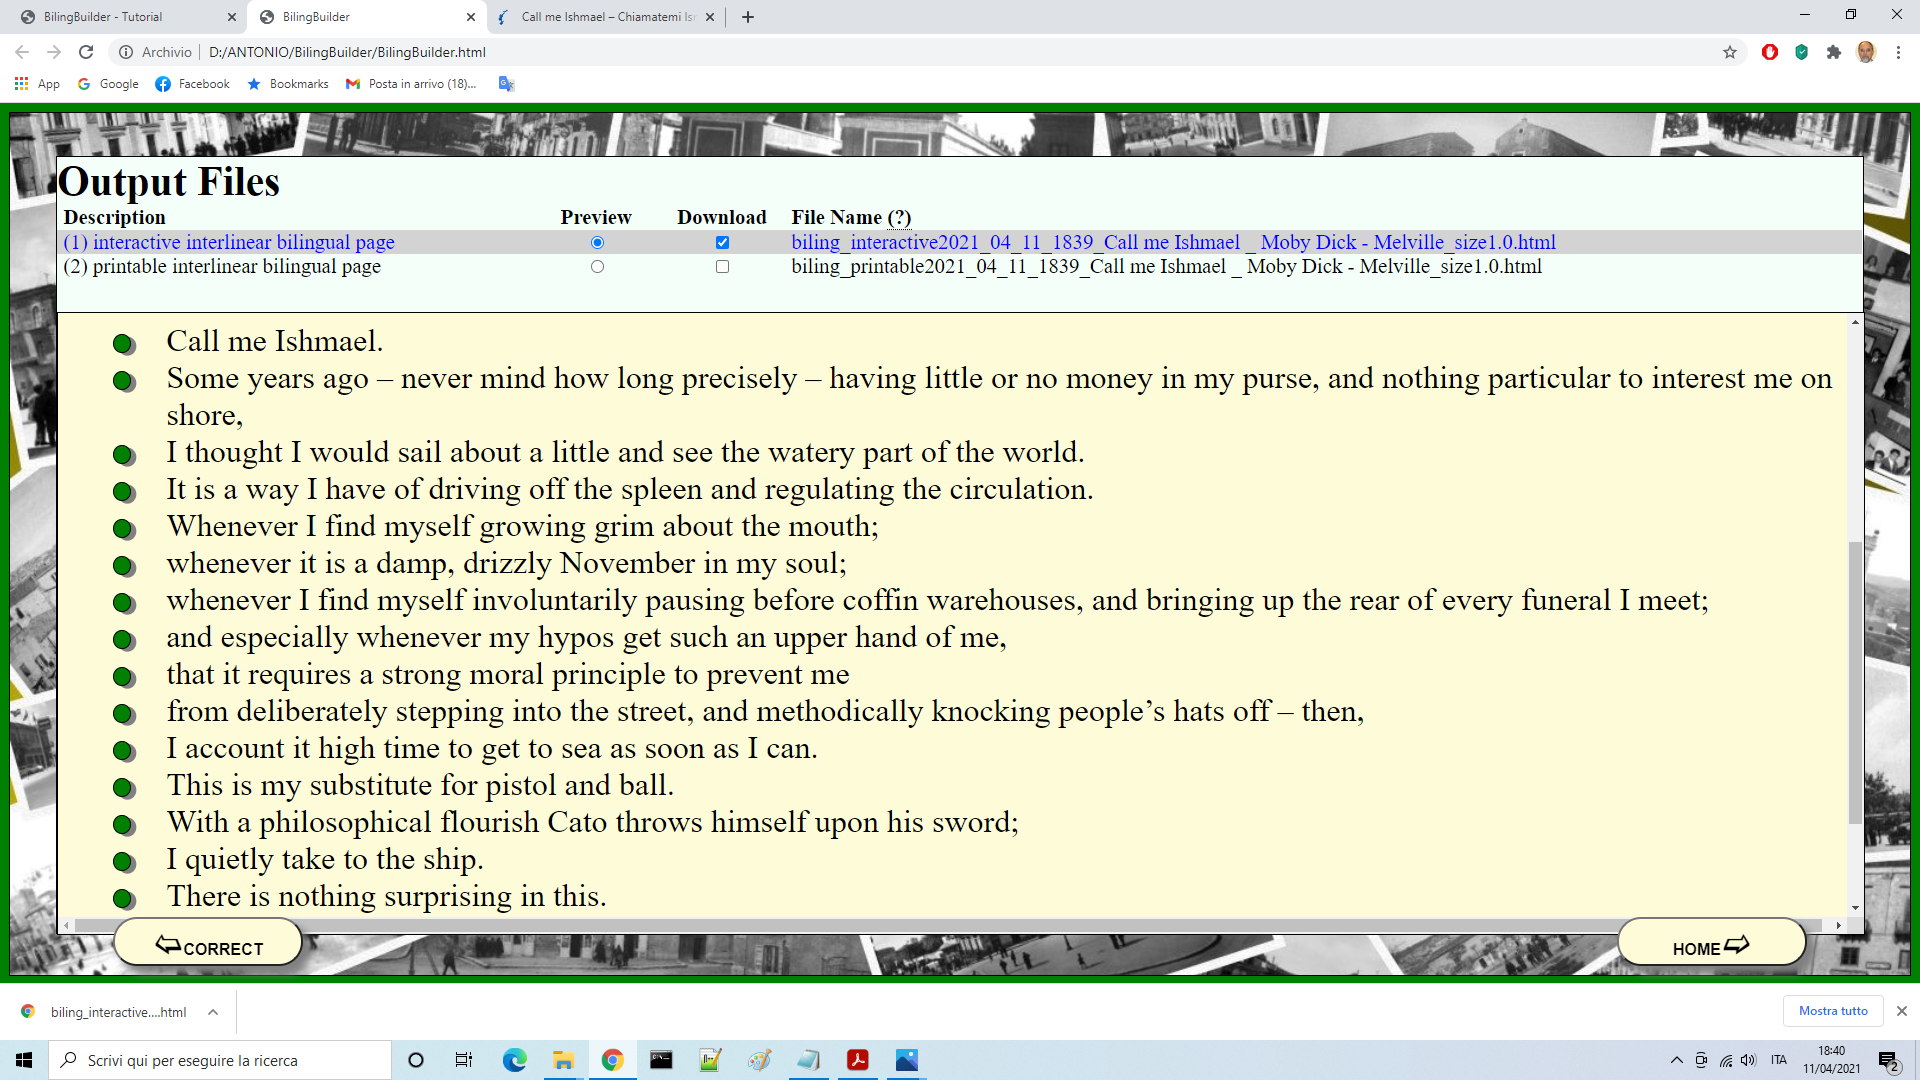 BilingBuilder - Tutorial
BilingBuilder
Call me Ishmael – Chiamatemi Is
Archivio
D:/ANTONIO/BilingBuilder/BilingBuilder.html
App
Google
Facebook
Bookmarks
Posta in arrivo (18)...
Output Files
Description Preview Download File Name (?)
(1) interactive interlinear bilingual page biling_interactive2021_04_11_1839_Call me Ishmael _ Moby Dick - Melville_size1.0.html
(2) printable interlinear bilingual page biling_printable2021_04_11_1839_Call me Ishmael _ Moby Dick - Melville_size1.0.html
Call me Ishmael.
Some years ago – never mind how long precisely – having little or no money in my purse, and nothing particular to interest me on
shore,
I thought I would sail about a little and see the watery part of the world.
It is a way I have of driving off the spleen and regulating the circulation.
Whenever I find myself growing grim about the mouth;
whenever it is a damp, drizzly November in my soul;
whenever I find myself involuntarily pausing before coffin warehouses, and bringing up the rear of every funeral I meet;
and especially whenever my hypos get such an upper hand of me,
that it requires a strong moral principle to prevent me
from deliberately stepping into the street, and methodically knocking people’s hats off – then,
I account it high time to get to sea as soon as I can.
This is my substitute for pistol and ball.
With a philosophical flourish Cato throws himself upon his sword;
I quietly take to the ship.
There is nothing surprising in this.
CORRECT
HOME
biling_interactive....html
Mostra tutto
Scrivi qui per eseguire la ricerca
ITA
18:40
11/04/2021
2